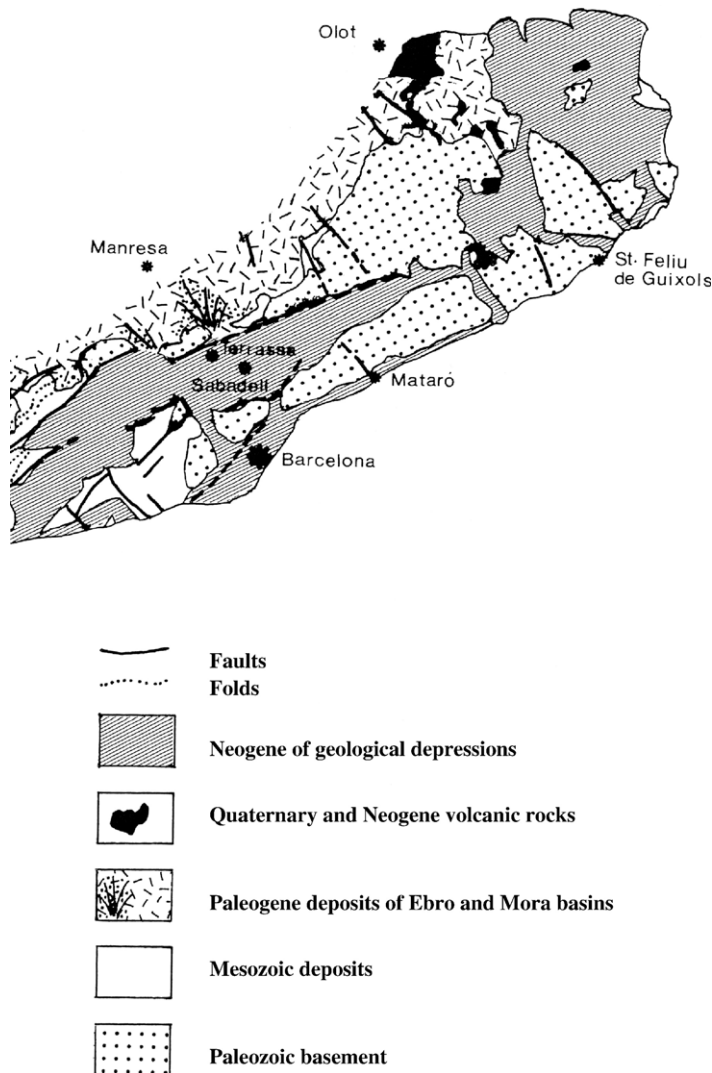 Olot
Manresa
St. Feliu
de Guixols
Terrassa
Sabadell
Mataró
Barcelona
Faults
Folds
Neogene of geological depressions
Quaternary and Neogene volcanic rocks
Paleogene deposits of Ebro and Mora basins
Mesozoic deposits
Paleozoic basement